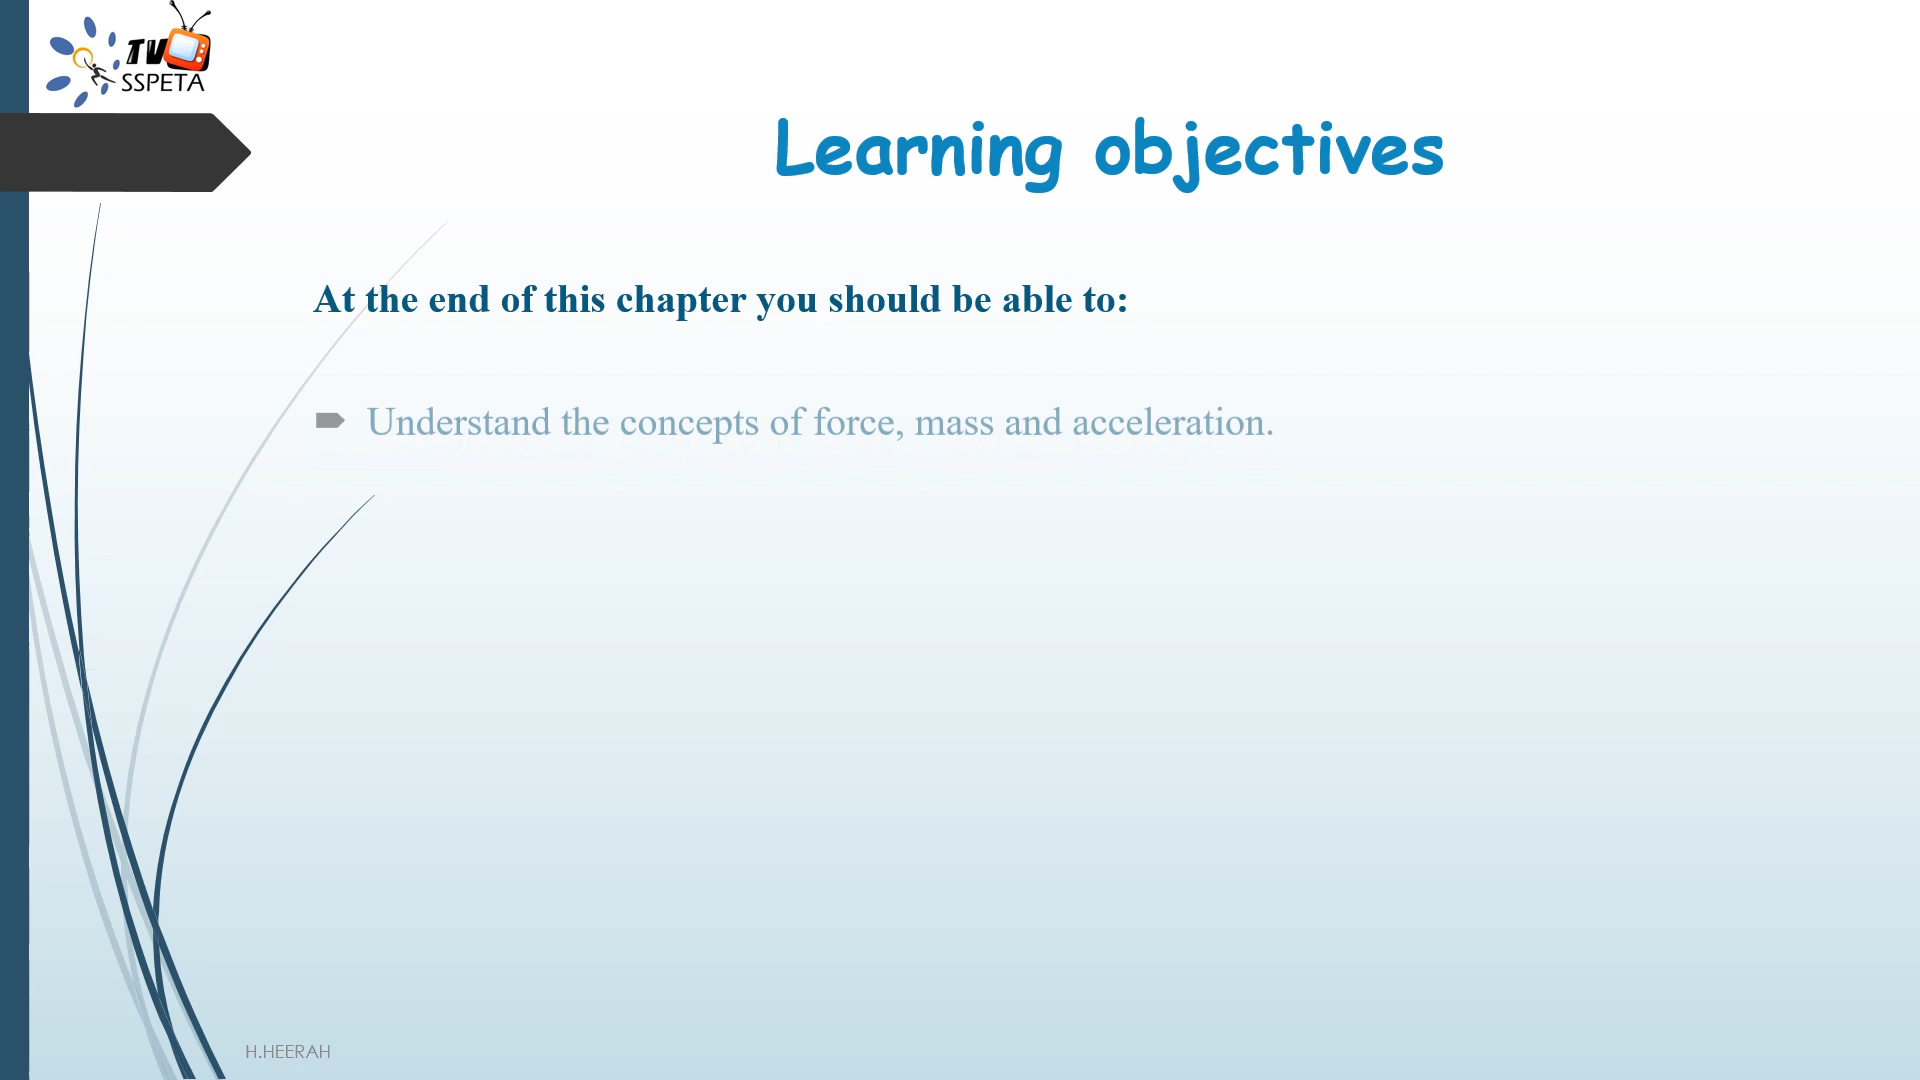 TV
SSPETA
Learning objectives
At the end of this chapter you should be able to:
Understand the concepts of force, mass and acceleration.
H.HEERAH